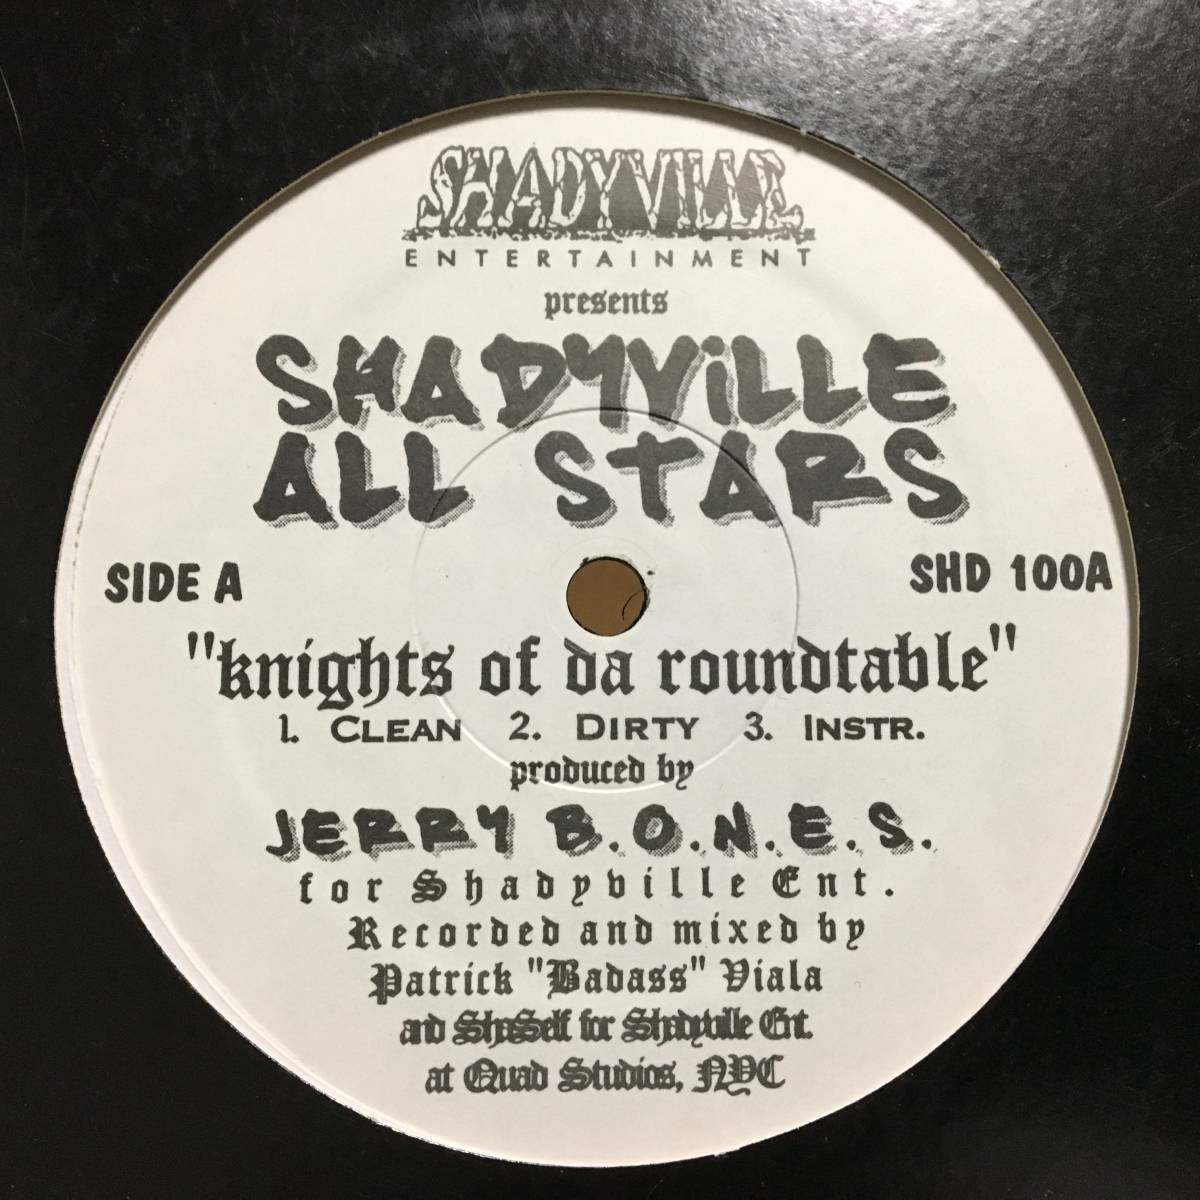 SHADYVILLE
ENTERTAINMENT
presents
SHADYViLLE
ALL STARS
SIDE A
SHD 100A
"knights of da roundtable"
1. CLEAN 2. DIRTY 3. INSTR.
produced by
JERRY B.O.N.E.S.
for Shadyville Ent.
Recorded and mixed by
Patrick "Badass" Viala
and ShaSelf for Shadyville Ent.
at Quad Studios, NYC